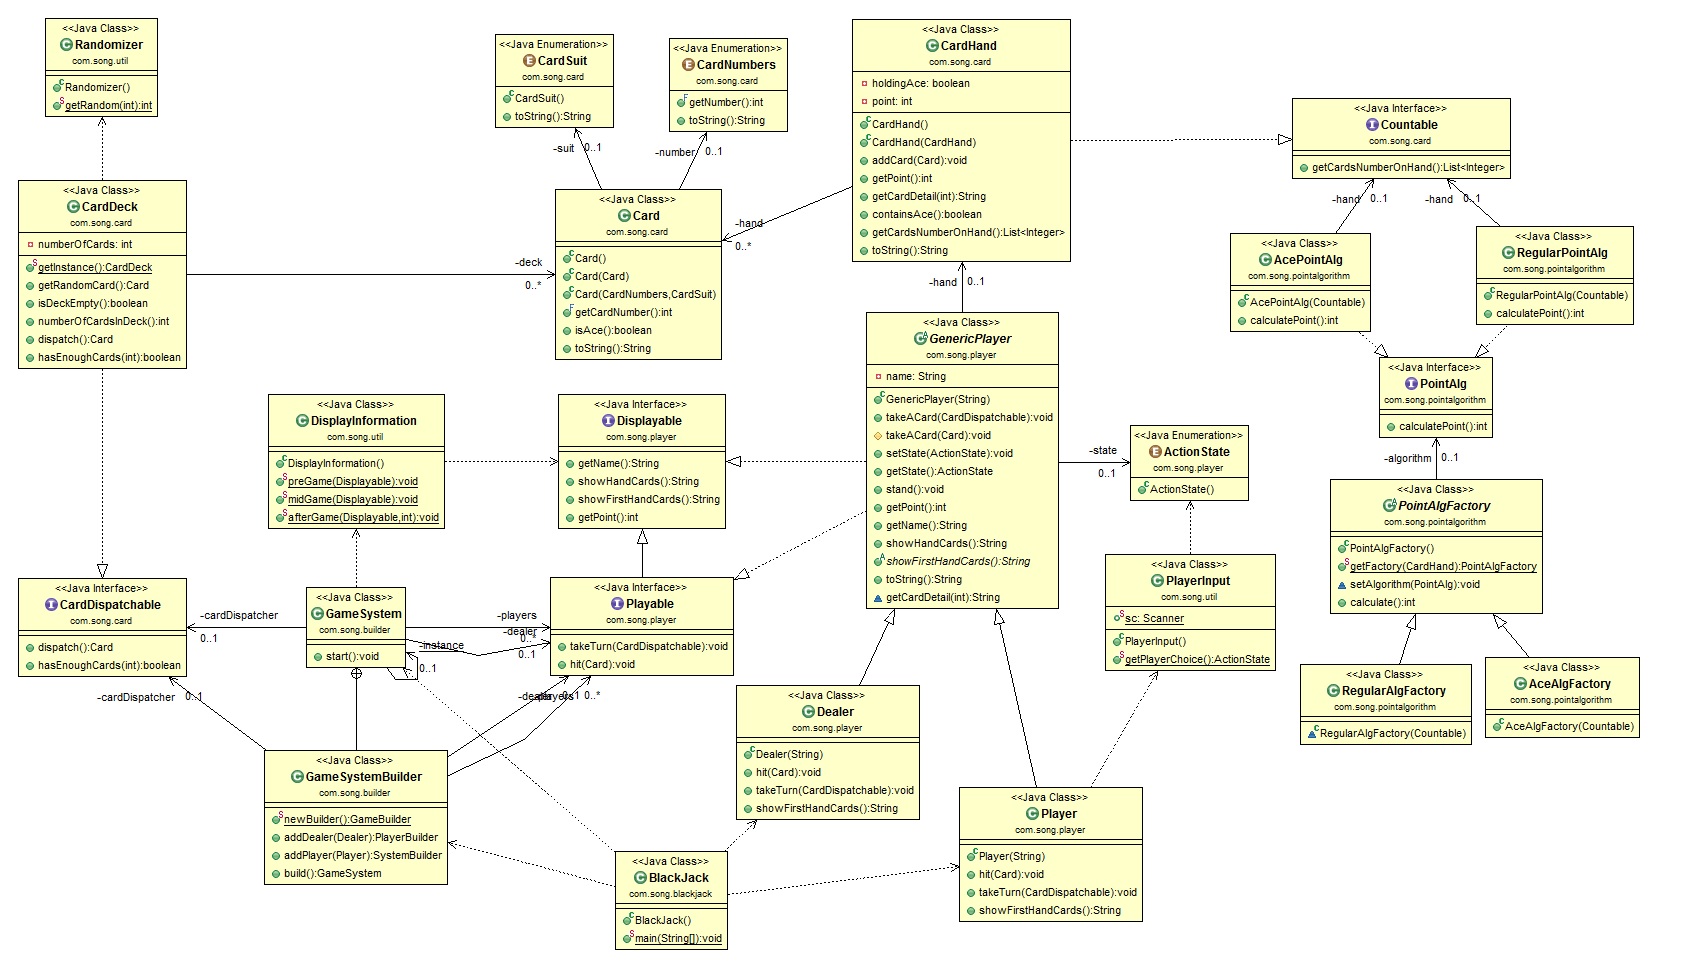 <<Java Class>>
Randomizer
com.song.util
Randomizer()
getRandom(int):int
<<Java Enumeration>>
CardSuit
com.song.card
CardSuit()
toString():String
<<Java Enumeration>>
CardNumbers
com.song.card
getNumber():int
toString():String
<<Java Class>>
CardHand
com.song.card
holdingAce: boolean
point: int
CardHand()
CardHand(CardHand)
addCard(Card):void
getPoint():int
getCardDetail(int):String
containsAce():boolean
getCardsNumberOnHand():List<Integer>
toString():String
<<Java Interface>>
Countable
com.song.card
getCardsNumberOnHand():List<Integer>
-suit 0..1
-number 0..1
-hand 0..1
-hand 0..1
<<Java Class>>
CardDeck
com.song.card
numberOfCards: int
getInstance():CardDeck
getRandomCard():Card
isDeckEmpty():boolean
numberOfCardsInDeck():int
dispatch():Card
hasEnoughCards(int):boolean
-deck
0..*
<<Java Class>>
Card
com.song.card
Card()
Card(Card)
Card(CardNumbers,CardSuit)
getCardNumber():int
isAce():boolean
toString():String
-hand
0..*
-hand 0..1
<<Java Class>>
AcePointAlg
com.song.pointalgorithm
AcePointAlg(Countable)
calculatePoint():int
<<Java Class>>
RegularPointAlg
com.song.pointalgorithm
RegularPointAlg(Countable)
calculatePoint():int
<<Java Interface>>
PointAlg
com.song.pointalgorithm
calculatePoint():int
-algorithm 0..1
<<Java Class>>
DisplayInformation
com.song.util
DisplayInformation()
preGame(Displayable):void
midGame(Displayable):void
afterGame(Displayable,int):void
<<Java Interface>>
Displayable
com.song.player
getName():String
showHandCards():String
showFirstHandCards():String
getPoint():int
<<Java Class>>
GenericPlayer
com.song.player
name: String
GenericPlayer(String)
takeACard(CardDispatchable):void
takeACard(Card):void
setState(ActionState):void
getState():ActionState
stand():void
getPoint():int
getName():String
showHandCards():String
showFirstHandCards():String
toString():String
getCardDetail(int):String
-state
0..1
<<Java Enumeration>>
ActionState
com.song.player
ActionState()
<<Java Class>>
PointAlgFactory
com.song.pointalgorithm
PointAlgFactory()
getFactory(CardHand):PointAlgFactory
setAlgorithm(PointAlg):void
calculate():int
<<Java Interface>>
CardDispatchable
com.song.card
dispatch():Card
hasEnoughCards(int):boolean
-cardDispatcher
0..1
<<Java Class>>
GameSystem
com.song.builder
start():void
-players
0..*
-dealer
0..1
-instance
0..1
<<Java Interface>>
Playable
com.song.player
takeTurn(CardDispatchable):void
hit(Card):void
<<Java Class>>
PlayerInput
com.song.util
sc: Scanner
PlayerInput()
getPlayerChoice():ActionState
-cardDispatcher 0..1
-dealer 0..1
-players 0..*
<<Java Class>>
RegularAlgFactory
com.song.pointalgorithm
RegularAlgFactory(Countable)
<<Java Class>>
AceAlgFactory
com.song.pointalgorithm
AceAlgFactory(Countable)
<<Java Class>>
Dealer
com.song.player
Dealer(String)
hit(Card):void
takeTurn(CardDispatchable):void
showFirstHandCards():String
<<Java Class>>
GameSystemBuilder
com.song.builder
newBuilder():GameBuilder
addDealer(Dealer):PlayerBuilder
addPlayer(Player):SystemBuilder
build():GameSystem
<<Java Class>>
Player
com.song.player
Player(String)
hit(Card):void
takeTurn(CardDispatchable):void
showFirstHandCards():String
<<Java Class>>
BlackJack
com.song.blackjack
BlackJack()
main(String[]):void